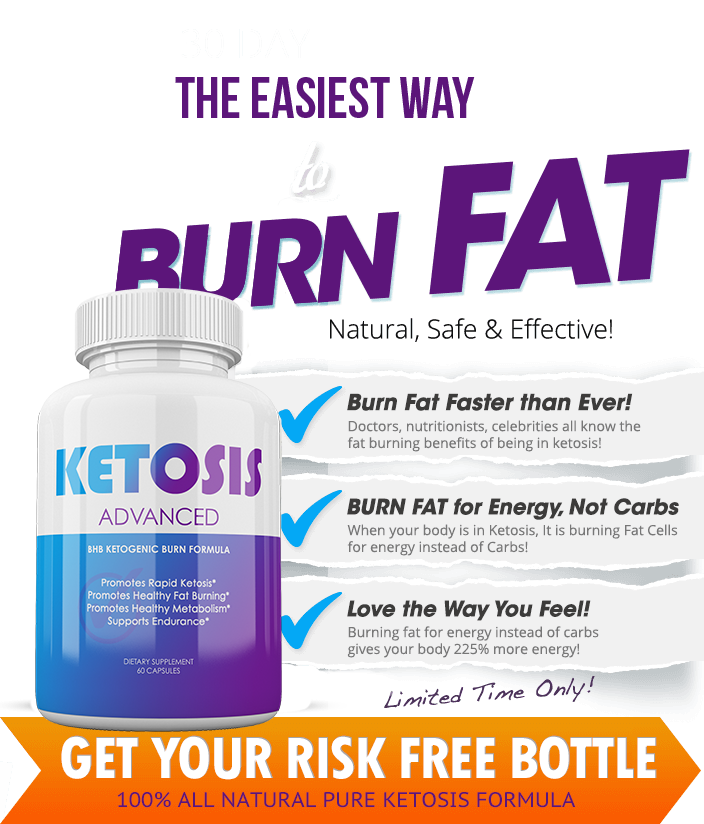 THE EASIEST WAY
to
BURN FAT
Natural, Safe & Effective!
Burn Fat Faster than Ever!
Doctors, nutritionists, celebrities all know the
fat burning benefits of being in ketosis!
KETOSIS
ADVANCED
BHB KETOGENIC BURN FORMULA
Promotes Rapid Ketosis*
Promotes Healthy Fat Burning*
Promotes Healthy Metabolism*
Supports Endurance*
DIETARY SUPPLEMENT
60 CAPSULES
BURN FAT for Energy, Not Carbs
When your body is in Ketosis, It is burning Fat Cells
for energy instead of Carbs!
Love the Way You Feel!
Burning fat for energy instead of carbs
gives your body 225% more energy!
Limited Time Only!
GET YOUR RISK FREE BOTTLE
100% ALL NATURAL PURE KETOSIS FORMULA